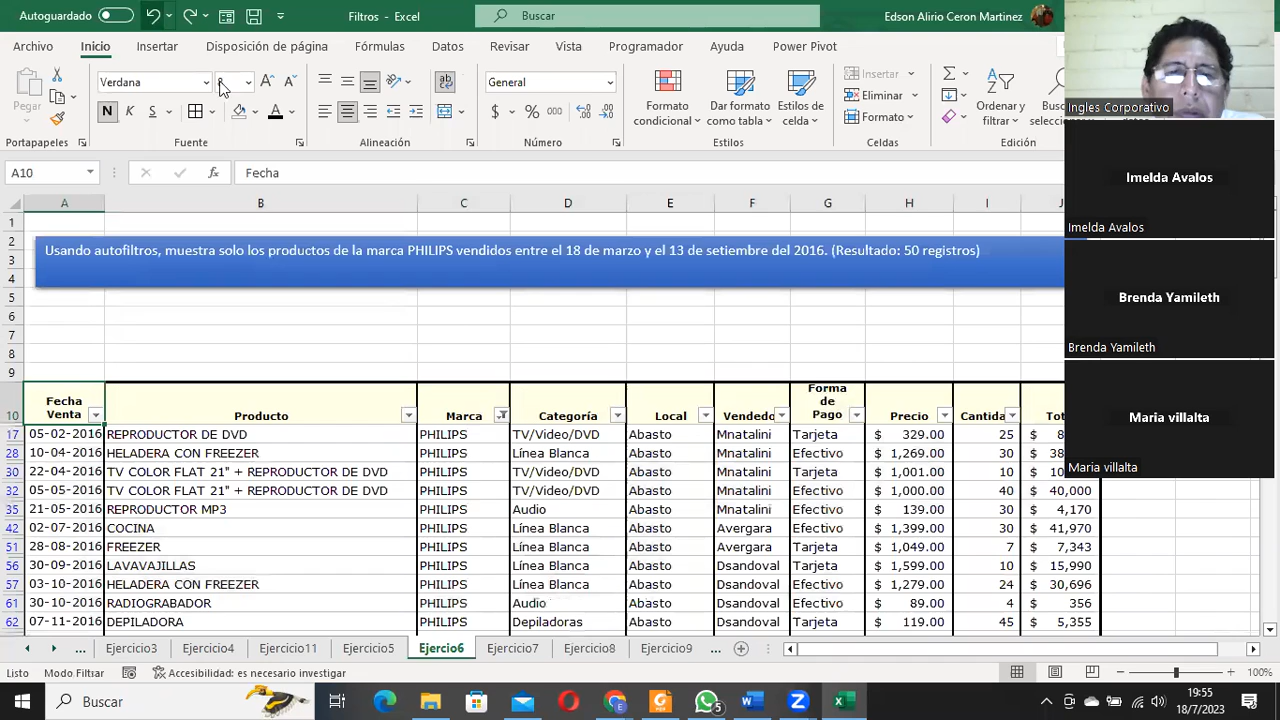 Autoguardado
Filtros - Excel
Buscar
Edson Alirio Ceron Martinez
Archivo Inicio Insertar Disposición de página Fórmulas Datos Revisar Vista Programador Ayuda Power Pivot
Pegar
Portapapeles
Verdana
8
N K S
Fuente
ab
Alineación
General
$ % 000
Número
Formato condicional
Dar formato como tabla
Estilos de celda
Estilos
Insertar
Eliminar
Formato
Celdas
Ordenar y filtrar
Edición
A10
fx
Fecha
A B C D E F G H I J
1
2
3
4
5
6
7
8
9
Usando autofiltros, muestra solo los productos de la marca PHILIPS vendidos entre el 18 de marzo y el 13 de setiembre del 2016. (Resultado: 50 registros)
10 Fecha Venta Producto Marca Categoría Local Vendedo Forma de Pago Precio Cantida
17 05-02-2016 REPRODUCTOR DE DVD PHILIPS TV/Video/DVD Abasto Mnatalini Tarjeta $ 329.00 25 $
28 10-04-2016 HELADERA CON FREEZER PHILIPS Línea Blanca Abasto Mnatalini Efectivo $ 1,269.00 30 $
30 22-04-2016 TV COLOR FLAT 21" + REPRODUCTOR DE DVD PHILIPS TV/Video/DVD Abasto Mnatalini Tarjeta $ 1,001.00 10 $
32 05-05-2016 TV COLOR FLAT 21" + REPRODUCTOR DE DVD PHILIPS TV/Video/DVD Abasto Mnatalini Efectivo $ 1,000.00 40 $ 40,000
35 21-05-2016 REPRODUCTOR MP3 PHILIPS Audio Abasto Mnatalini Efectivo $ 139.00 30 $ 4,170
42 02-07-2016 COCINA PHILIPS Línea Blanca Abasto Avergara Efectivo $ 1,399.00 30 $ 41,970
51 28-08-2016 FREEZER PHILIPS Línea Blanca Abasto Avergara Tarjeta $ 1,049.00 7 $ 7,343
56 30-09-2016 LAVAVAJILLAS PHILIPS Línea Blanca Abasto Dsandoval Tarjeta $ 1,599.00 10 $ 15,990
57 03-10-2016 HELADERA CON FREEZER PHILIPS Línea Blanca Abasto Dsandoval Efectivo $ 1,279.00 24 $ 30,696
61 30-10-2016 RADIOGRABADOR PHILIPS Audio Abasto Dsandoval Efectivo $ 89.00 4 $ 356
62 07-11-2016 DEPILADORA PHILIPS Depiladoras Abasto Dsandoval Tarjeta $ 119.00 45 $ 5,355
Ingles Corporativo
Imelda Avalos
Imelda Avalos
Brenda Yamileth
Brenda Yamileth
Maria villalta
Maria villalta
... Ejercicio3 Ejercicio4 Ejercicio11 Ejercicio5 Ejercio6 Ejercicio7 Ejercicio8 Ejercicio9 ...
Listo Modo Filtrar Accesibilidad: es necesario investigar
100%
Buscar
5
19:55
18/7/2023